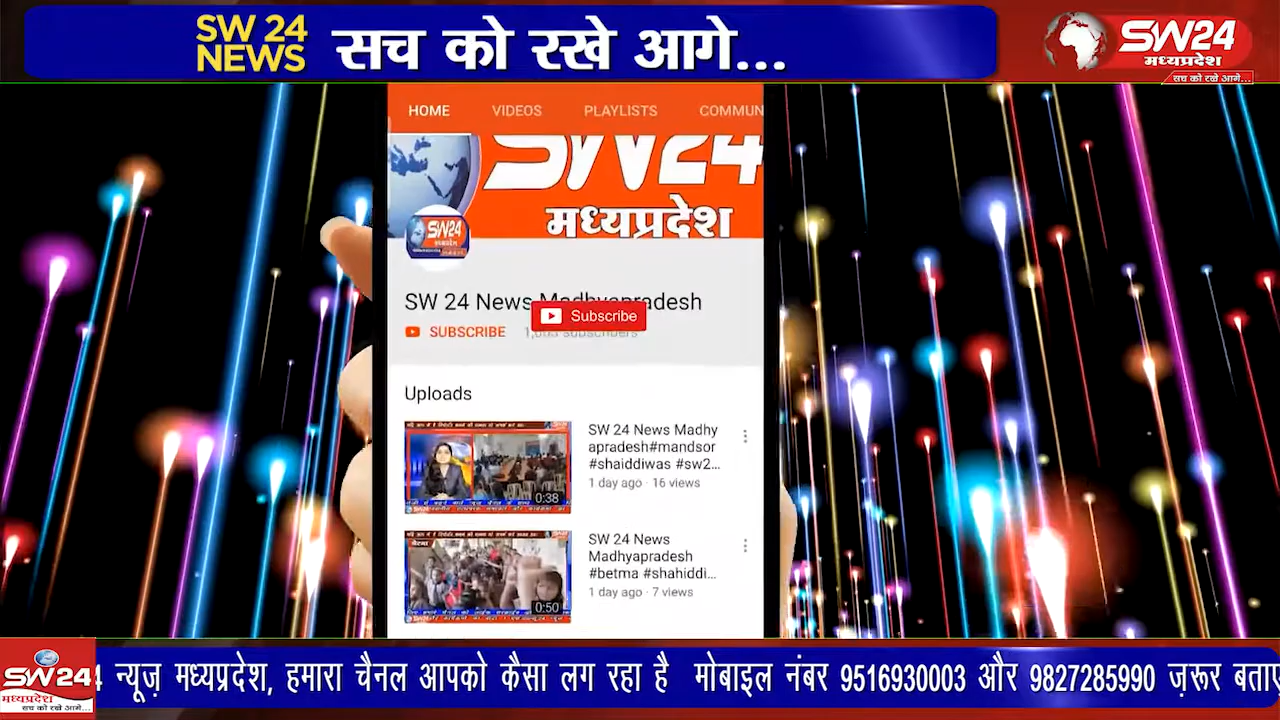 SW 24
NEWS
सच को रखे आगे...
SW24
मध्यप्रदेश
सच को रखे आगे...
HOME VIDEOS PLAYLISTS COMMUN
SW24
मध्यप्रदेश
SW24
SW 24 News Madhyapradesh
Subscribe
SUBSCRIBE subscribers
Uploads
SW 24 News Madhy
apradesh#mandsor
#shaiddiwas #sw2...
1 day ago · 16 views
0:38
SW 24 News
Madhyapradesh
#betma #shahiddi...
1 day ago · 7 views
0:50
SW24
मध्यप्रदेश
सच को रखे आगे...
4 न्यूज़ मध्यप्रदेश, हमारा चैनल आपको कैसा लग रहा है मोबाइल नंबर 9516930003 और 9827285990 ज़रूर बताए